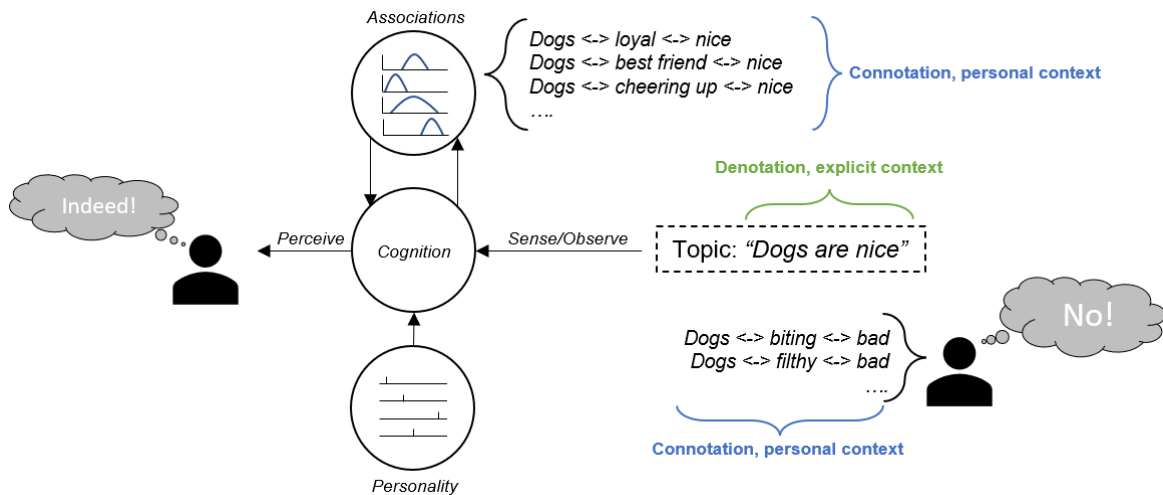 Associations
Dogs <-> loyal <-> nice
Dogs <-> best friend <-> nice
Dogs <-> cheering up <-> nice
....
Connotation, personal context
Denotation, explicit context
Indeed!
Perceive
Cognition
Sense/Observe
Topic: “Dogs are nice”
No!
Dogs <-> biting <-> bad
Dogs <-> filthy <-> bad
....
Connotation, personal context
Personality